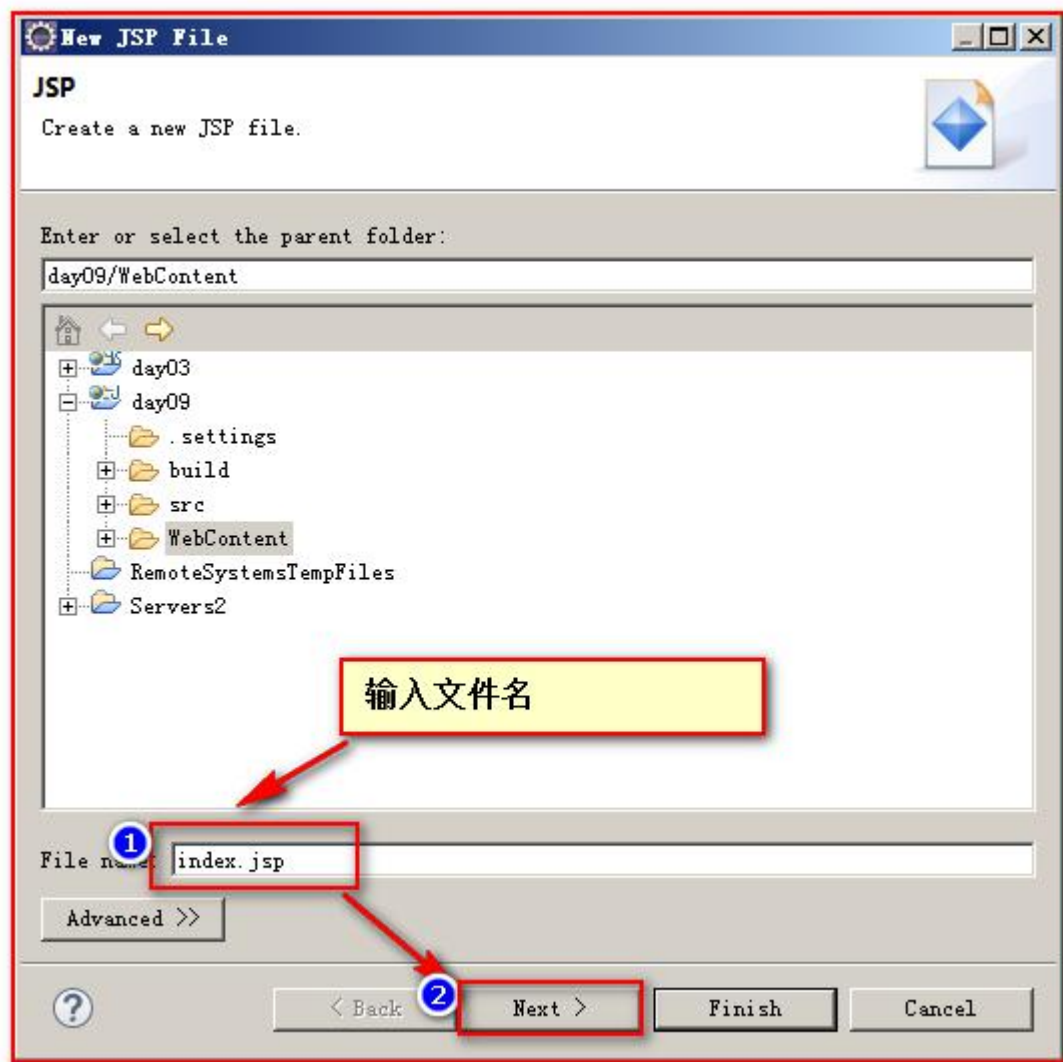 New JSP File
JSP
Create a new JSP file.
Enter or select the parent folder:
day09/WebContent
day03
day09
.settings
build
src
WebContent
RemoteSystemsTempFiles
Servers2
输入文件名
1
File name: index.jsp
Advanced >>
2
? < Back Next > Finish Cancel